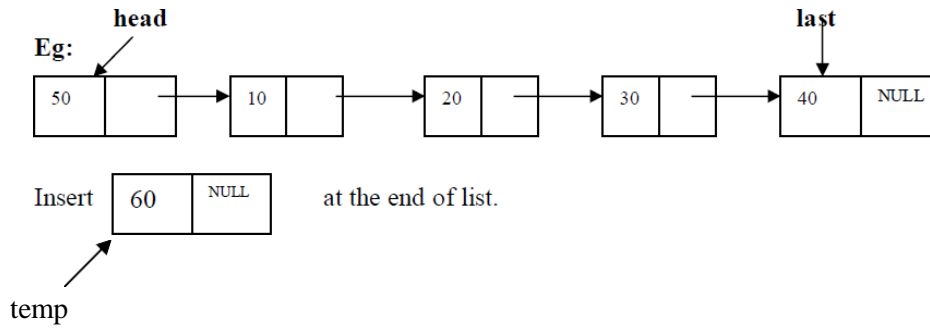 head last
Eg:
50 10 20 30 40 NULL
Insert 60 NULL at the end of list.
temp